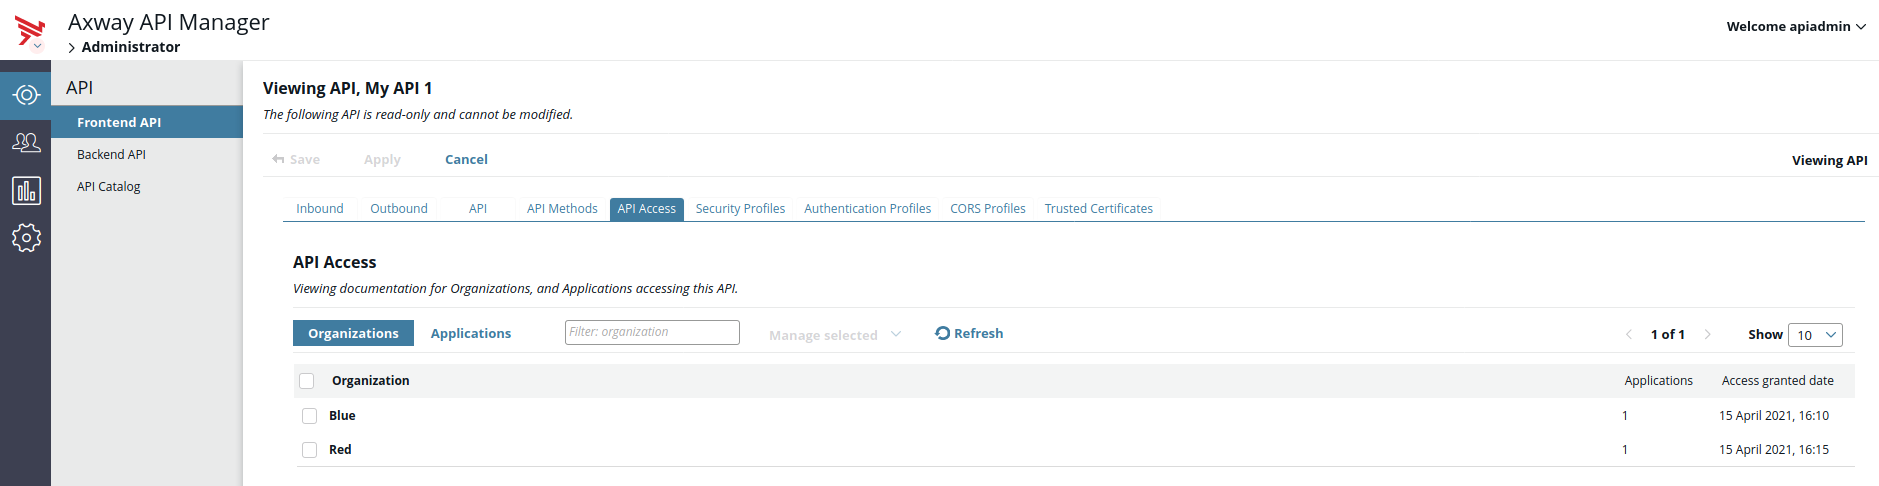 Axway API Manager
Administrator
Welcome apiadmin
API
Frontend API
Backend API
API Catalog
Viewing API, My API 1
The following API is read-only and cannot be modified.
Save Apply Cancel Viewing API
Inbound Outbound API API Methods API Access Security Profiles Authentication Profiles CORS Profiles Trusted Certificates
API Access
Viewing documentation for Organizations, and Applications accessing this API.
Organizations Applications Filter: organization Manage selected Refresh 1 of 1 Show 10
Organization Applications Access granted date
Blue 1 15 April 2021, 16:10
Red 1 15 April 2021, 16:15